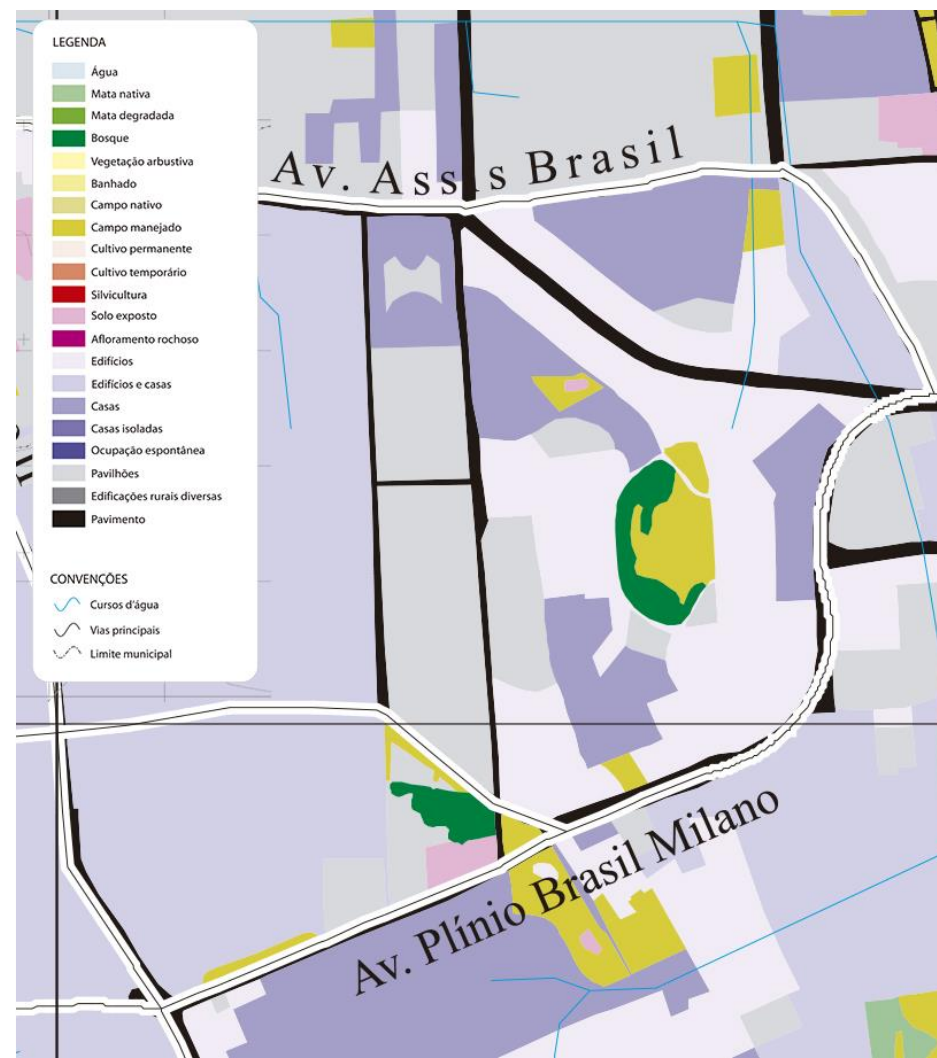 LEGENDA
Água
Mata nativa
Mata degradada
Bosque
Vegetação arbustiva
Banhado
Campo nativo
Campo manejado
Cultivo permanente
Cultivo temporário
Silvicultura
Solo exposto
Afloramento rochoso
Edifícios
Edifícios e casas
Casas
Casas isoladas
Ocupação espontânea
Pavilhões
Edificações rurais diversas
Pavimento
CONVENÇÕES
Cursos d'água
Vias principais
Limite municipal
Av. Assis Brasil
Av. Plínio Brasil Milano